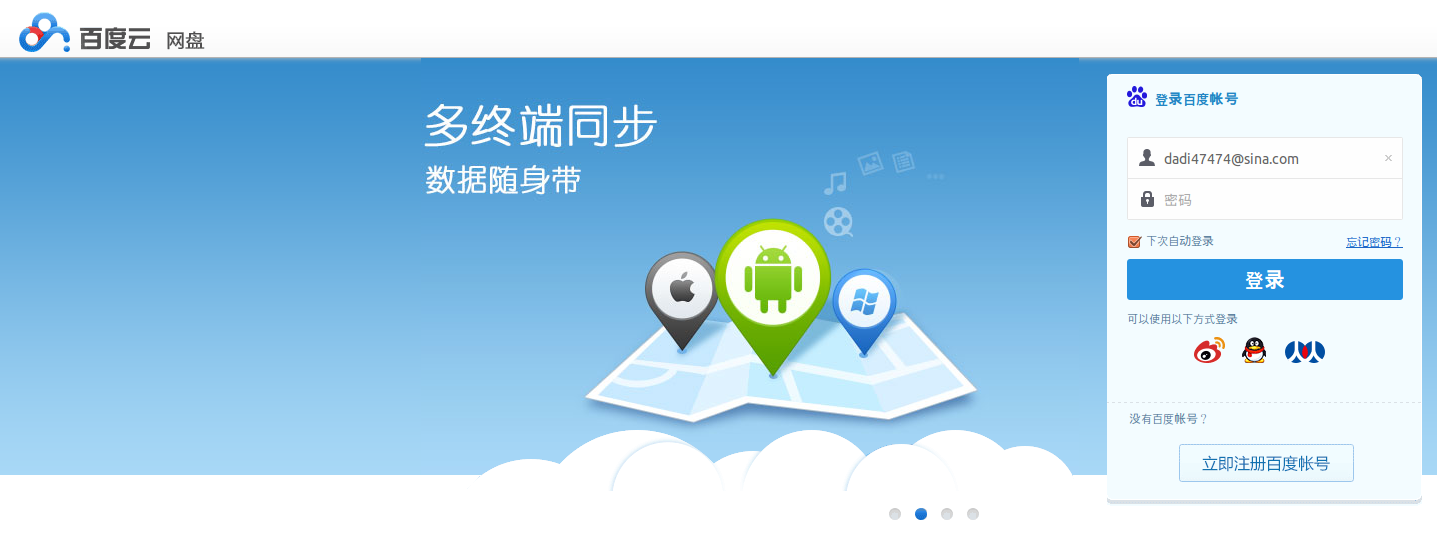 百度云 网盘
多终端同步
数据随身带
du 登录百度帐号
dadi47474@sina.com ×
密码
下次自动登录 忘记密码？
登录
可以使用以下方式登录
没有百度帐号？
立即注册百度帐号